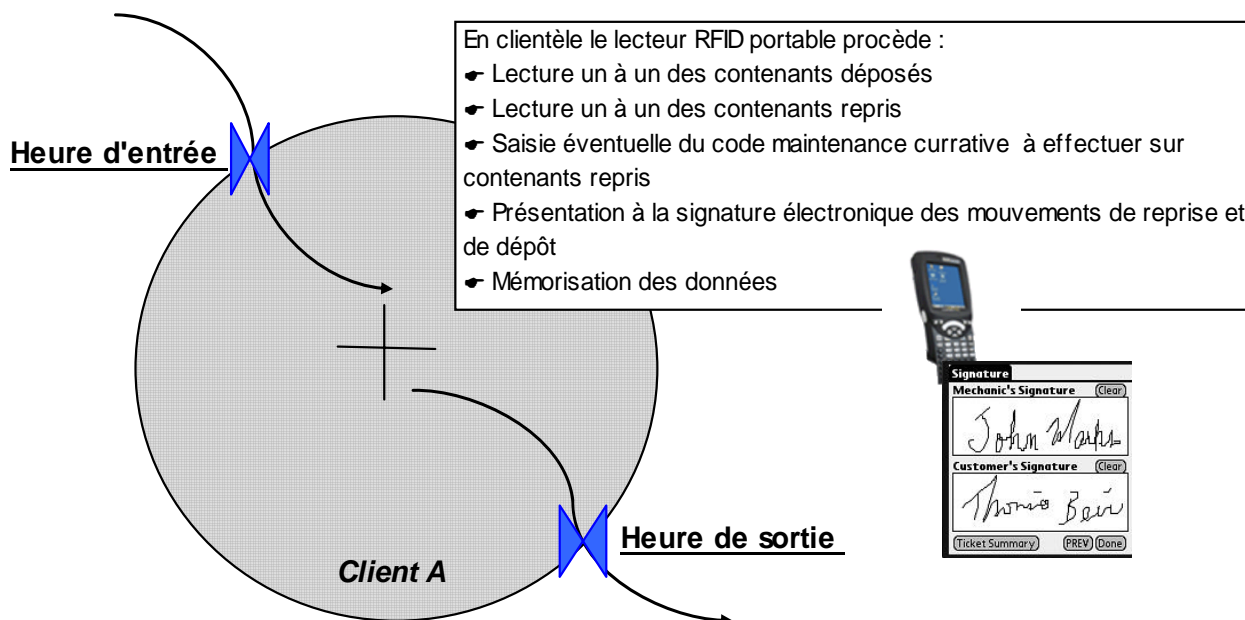 En clientèle le lecteur RFID portable procède :
☛ Lecture un à un des contenants déposés
☛ Lecture un à un des contenants repris
☛ Saisie éventuelle du code maintenance currative à effectuer sur
contenants repris
☛ Présentation à la signature électronique des mouvements de reprise et
de dépôt
☛ Mémorisation des données
Heure d'entrée
Signature
Mechanic's Signature Clear
John
Customer's Signature Clear
Thomas
Ticket Summary PREV Done
Heure de sortie
Client A